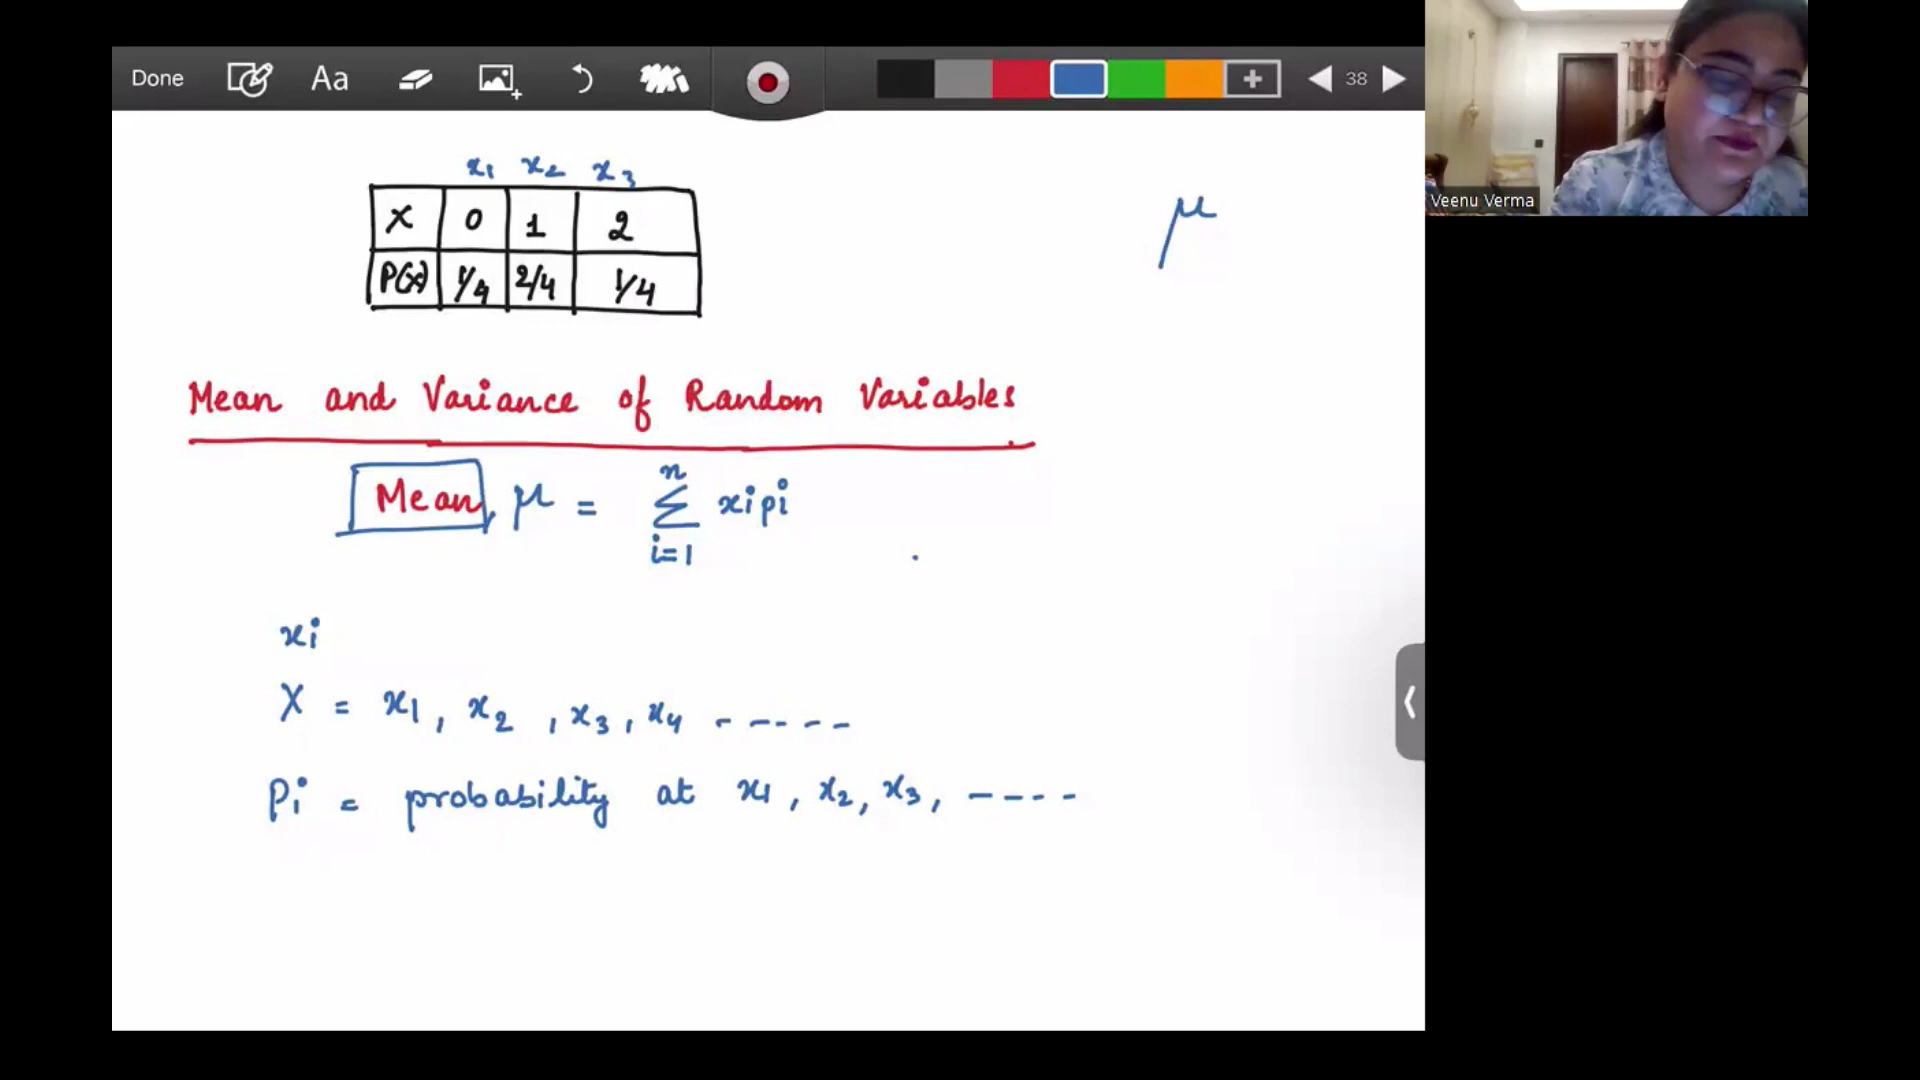 Done Aa 38
x1 x2 x3
X 0 1 2
P(x) 1/4 2/4 1/4
μ
Veenu Verma
Mean and Variance of Random Variables
Mean, μ = n∑i=1 xipi
xi
X = x1, x2, x3, x4 -----
Pi = probability at x1, x2, x3, ----